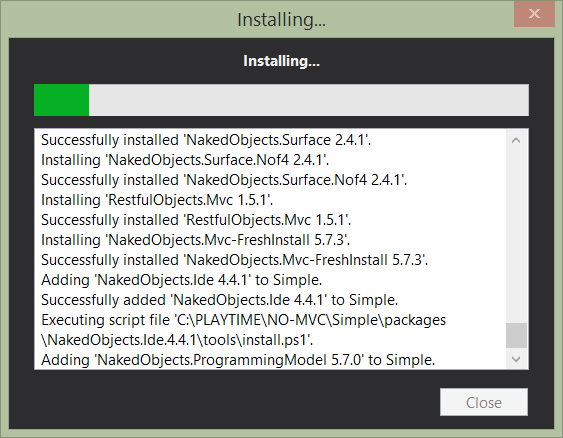 Installing...
Installing...
Successfully installed 'NakedObjects.Surface 2.4.1'.
Installing 'NakedObjects.Surface.Nof4 2.4.1'.
Successfully installed 'NakedObjects.Surface.Nof4 2.4.1'.
Installing 'RestfulObjects.Mvc 1.5.1'.
Successfully installed 'RestfulObjects.Mvc 1.5.1'.
Installing 'NakedObjects.Mvc-FreshInstall 5.7.3'.
Successfully installed 'NakedObjects.Mvc-FreshInstall 5.7.3'.
Adding 'NakedObjects.Ide 4.4.1' to Simple.
Successfully added 'NakedObjects.Ide 4.4.1' to Simple.
Executing script file 'C:\PLAYTIME\NO-MVC\Simple\packages
\NakedObjects.Ide.4.4.1\tools\install.ps1'.
Adding 'NakedObjects.ProgrammingModel 5.7.0' to Simple.
Close